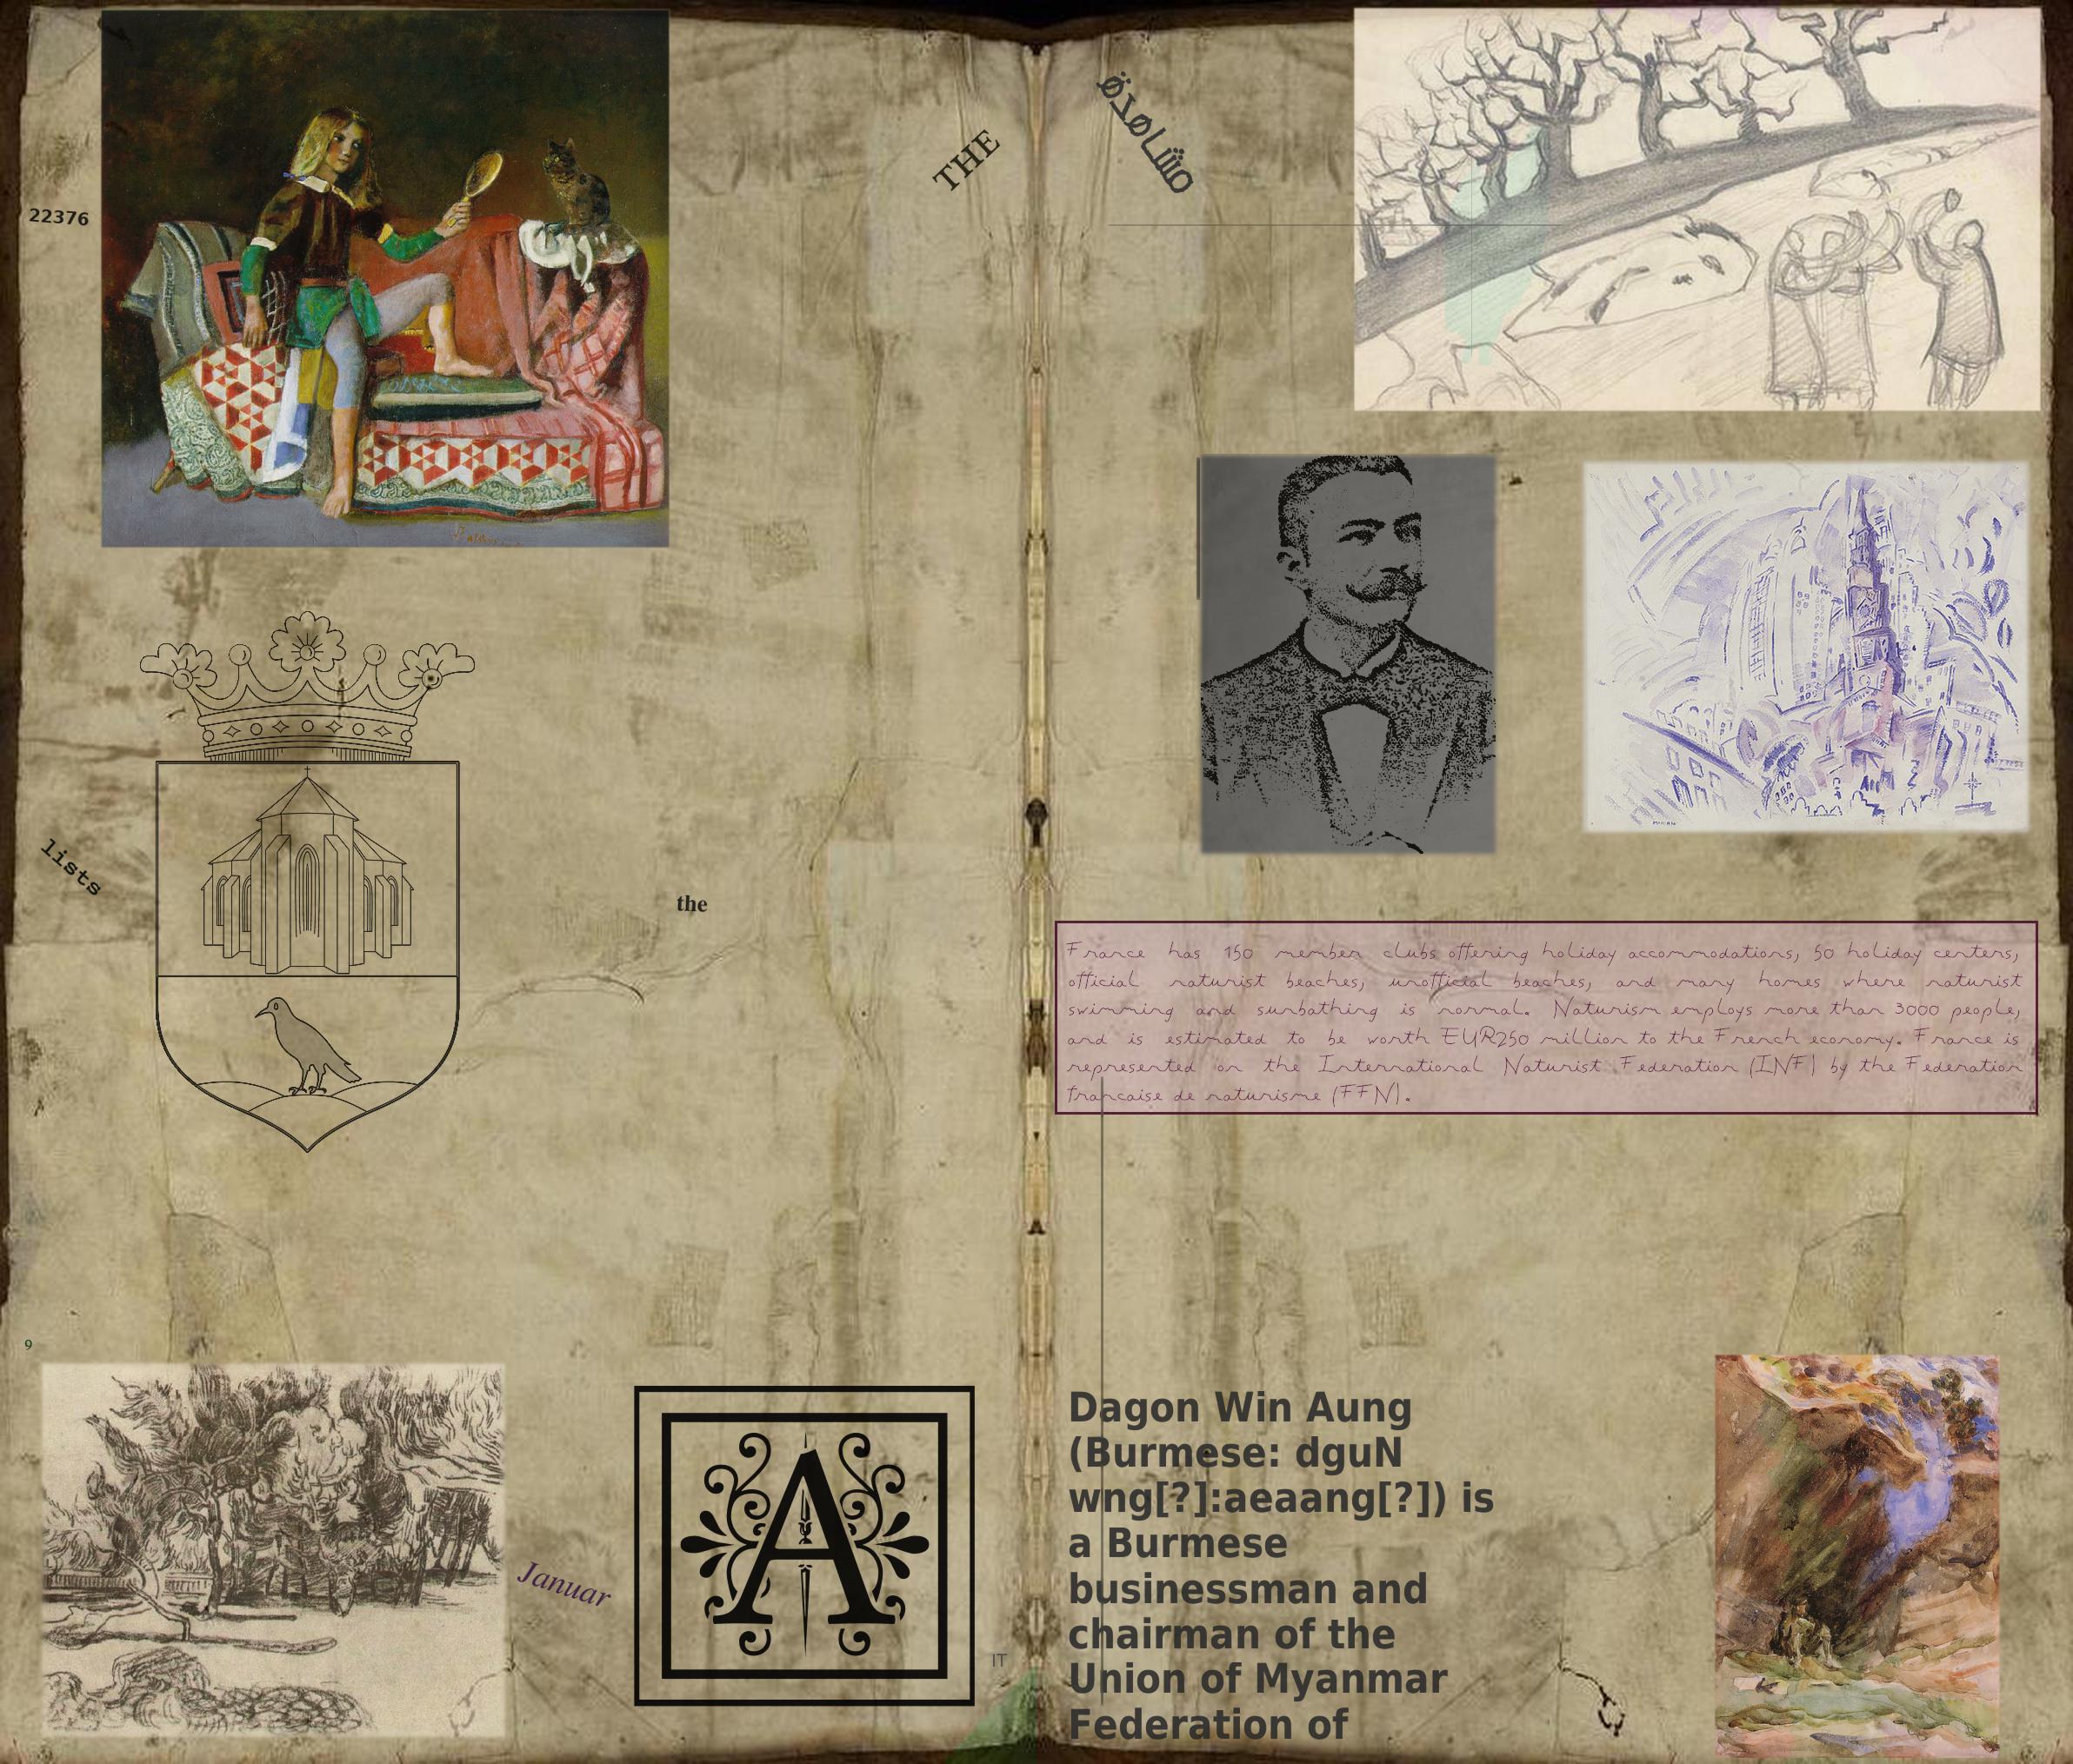 THE
مشاهدة
22376
lists
the
France has 150 member clubs offering holiday accommodations, 50 holiday centers,
official naturist beaches, unofficial beaches, and many homes where naturist
swimming and sunbathing is normal. Naturism employs more than 3000 people,
and is estimated to be worth EUR250 million to the French economy. France is
represented on the International Naturist Federation (INF) by the Federation
francaise de naturisme (FFN).
9
Januar
A
IT
Dagon Win Aung
(Burmese: dguN
wng[?]:aeaang[?]) is
a Burmese
businessman and
chairman of the
Union of Myanmar
Federation of